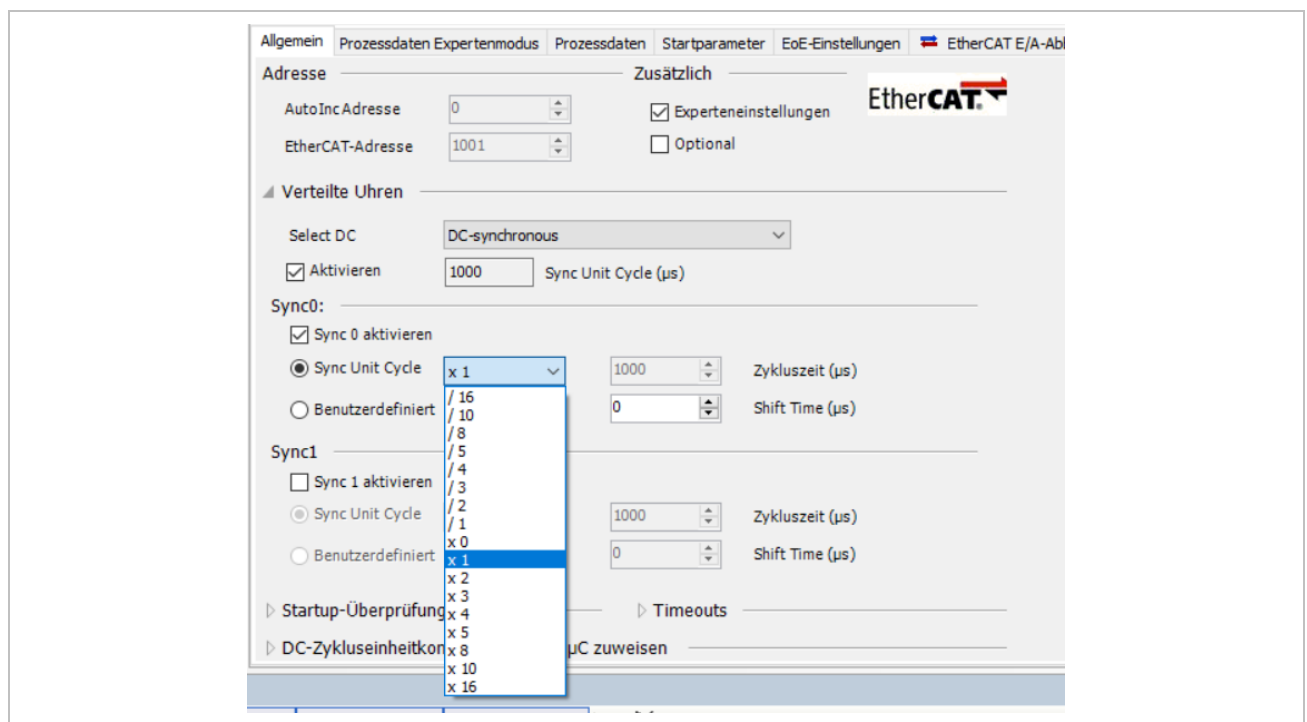 Allgemein Prozessdaten Expertenmodus Prozessdaten Startparameter EoE-Einstellungen EtherCAT E/A-Abl
Adresse Zusätzlich
EtherCAT.
AutoInc Adresse 0 Experteneinstellungen
EtherCAT-Adresse 1001 Optional
Verteilte Uhren
Select DC DC-synchronous
Aktivieren 1000 Sync Unit Cycle (µs)
Sync0:
Sync 0 aktivieren
Sync Unit Cycle x 1 1000 Zykluszeit (µs)
Benutzerdefiniert 0 Shift Time (µs)
/ 16
/ 10
/ 8
/ 5
/ 4
/ 3
/ 2
/ 1
x 0
x 1
x 2
x 3
x 4
x 5
x 8
x 10
x 16
Sync1
Sync 1 aktivieren
Sync Unit Cycle 1000 Zykluszeit (µs)
Benutzerdefiniert 0 Shift Time (µs)
Startup-Überprüfung Timeouts
DC-Zykluseinheitkon µC zuweisen